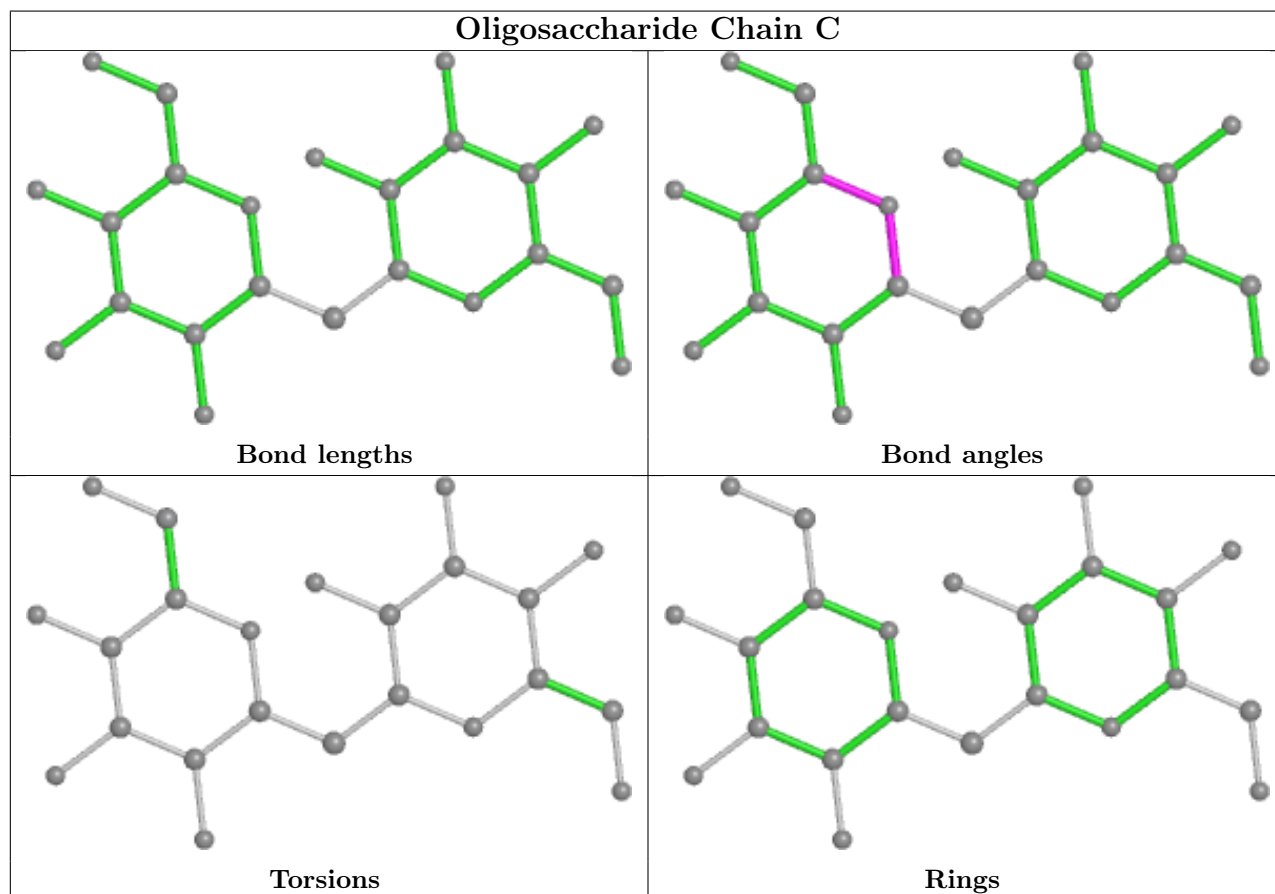 Oligosaccharide Chain C
Bond lengths
Bond angles
Torsions
Rings